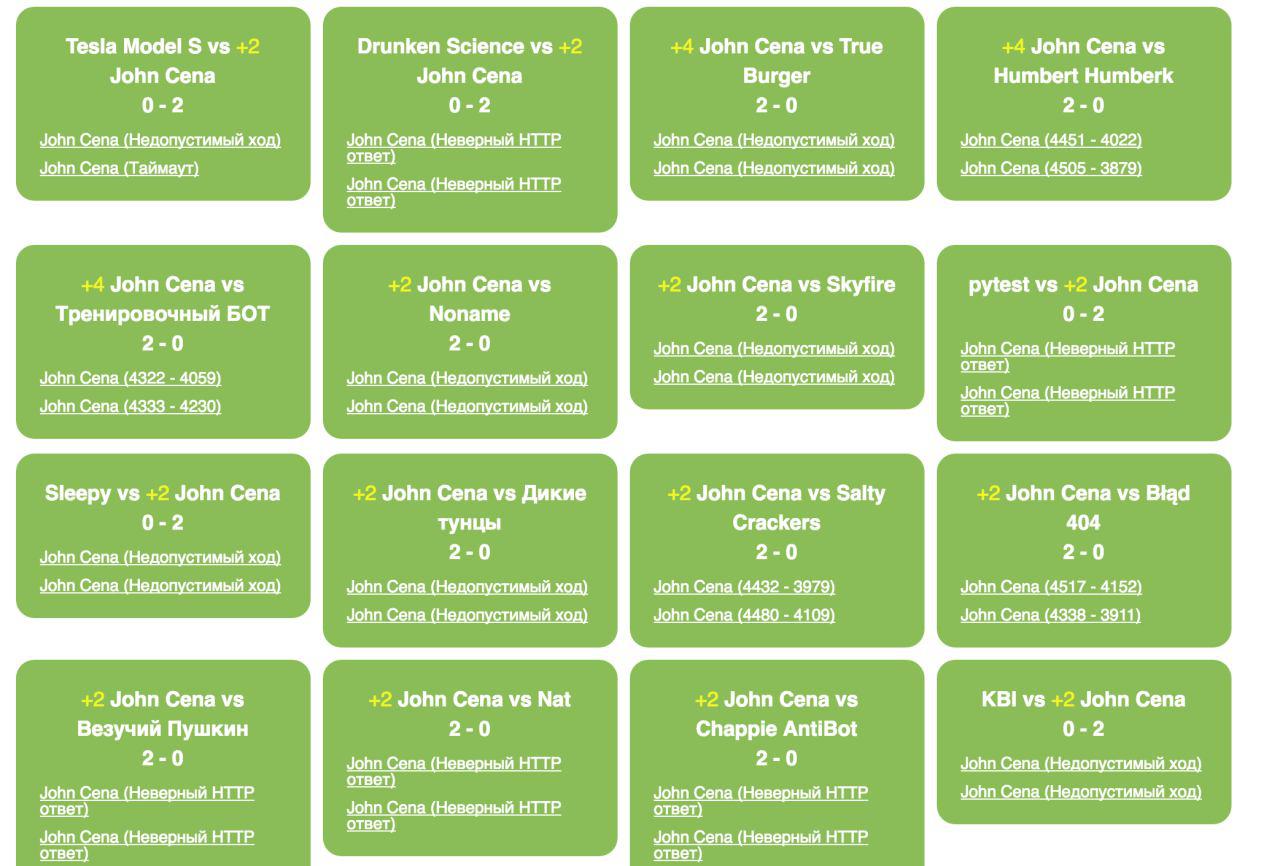 Tesla Model S vs +2
John Cena
0 - 2
John Cena (Недопустимый ход)
John Cena (Таймаут)
Drunken Science vs +2
John Cena
0 - 2
John Cena (Неверный HTTP
ответ)
John Cena (Неверный HTTP
ответ)
+4 John Cena vs True
Burger
2 - 0
John Cena (Недопустимый ход)
John Cena (Недопустимый ход)
+4 John Cena vs
Humbert Humberk
2 - 0
John Cena (4451 - 4022)
John Cena (4505 - 3879)
+4 John Cena vs
Тренировочный БОТ
2 - 0
John Cena (4322 - 4059)
John Cena (4333 - 4230)
+2 John Cena vs
Noname
2 - 0
John Cena (Недопустимый ход)
John Cena (Недопустимый ход)
+2 John Cena vs Skyfire
2 - 0
John Cena (Недопустимый ход)
John Cena (Недопустимый ход)
pytest vs +2 John Cena
0 - 2
John Cena (Неверный HTTP
ответ)
John Cena (Неверный HTTP
ответ)
Sleepy vs +2 John Cena
0 - 2
John Cena (Недопустимый ход)
John Cena (Недопустимый ход)
+2 John Cena vs Дикие
тунцы
2 - 0
John Cena (Недопустимый ход)
John Cena (Недопустимый ход)
+2 John Cena vs Salty
Crackers
2 - 0
John Cena (4432 - 3979)
John Cena (4480 - 4109)
+2 John Cena vs Błąd
404
2 - 0
John Cena (4517 - 4152)
John Cena (4338 - 3911)
+2 John Cena vs
Везучий Пушкин
2 - 0
John Cena (Неверный HTTP
ответ)
John Cena (Неверный HTTP
ответ)
+2 John Cena vs Nat
2 - 0
John Cena (Неверный HTTP
ответ)
John Cena (Неверный HTTP
ответ)
+2 John Cena vs
Chappie AntiBot
2 - 0
John Cena (Неверный HTTP
ответ)
John Cena (Неверный HTTP
ответ)
KBI vs +2 John Cena
0 - 2
John Cena (Недопустимый ход)
John Cena (Недопустимый ход)